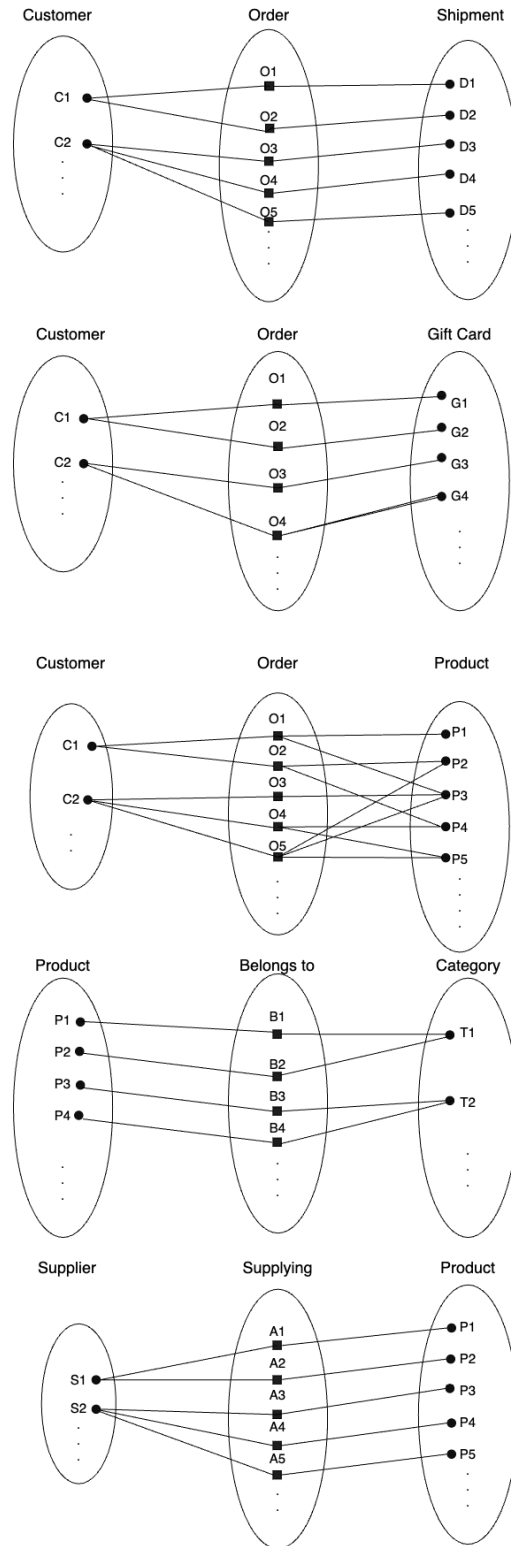 Customer Order Shipment
C1 O1 D1
O2 D2
C2 O3 D3
O4 D4
O5 D5
Customer Order Gift Card
O1
C1 G1
O2 G2
C2 O3 G3
O4 G4
Customer Order Product
C1 O1 P1
O2 P2
C2 O3 P3
O4 P4
O5 P5
Product Belongs to Category
P1 B1 T1
P2 B2
P3 B3 T2
P4 B4
Supplier Supplying Product
A1 P1
S1 A2 P2
S2 A3 P3
A4 P4
A5 P5